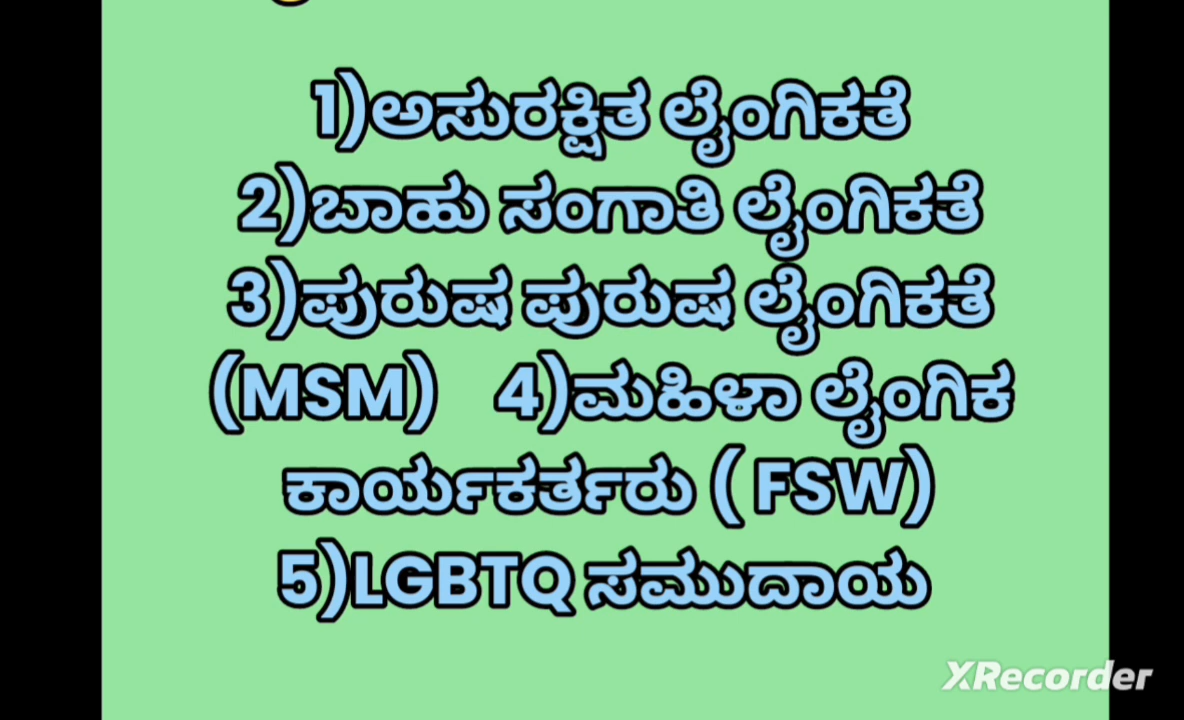 1)ಅಸುರಕ್ಷಿತ ಲೈಂಗಿಕತೆ
2)ಬಾಹು ಸಂಗಾತಿ ಲೈಂಗಿಕತೆ
3)ಪುರುಷ ಪುರುಷ ಲೈಂಗಿಕತೆ
(MSM) 4)ಮಹಿಳಾ ಲೈಂಗಿಕ
ಕಾರ್ಯಕರ್ತರು ( FSW)
5)LGBTQ ಸಮುದಾಯ
XRecorder